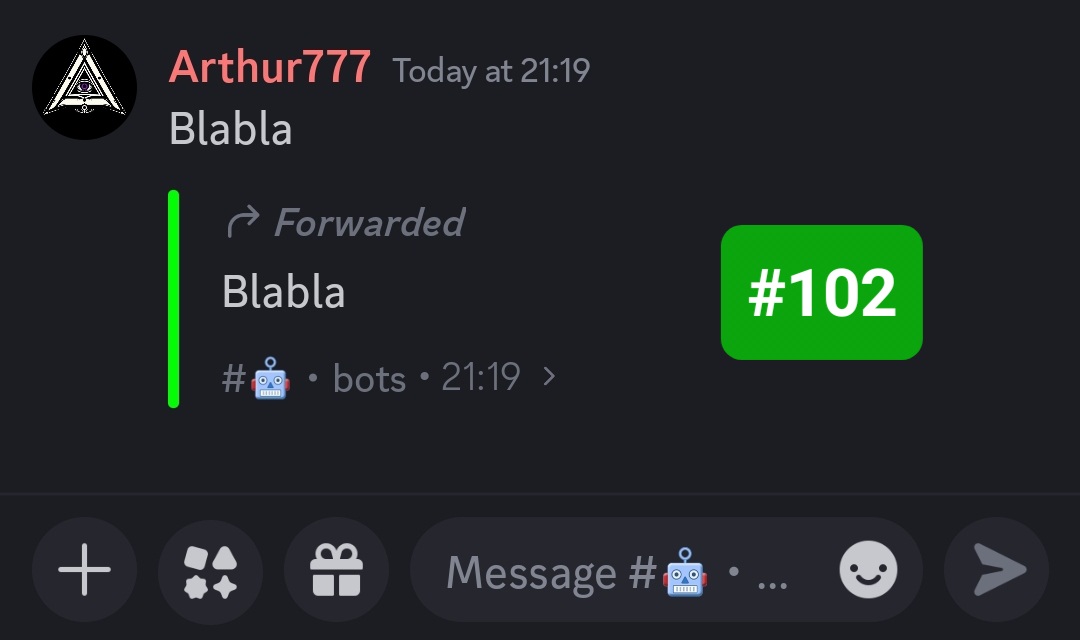 Arthur777 Today at 21:19
Blabla
Forwarded
Blabla
#102
#🤖 • bots • 21:19 >
Message #🤖 • ...